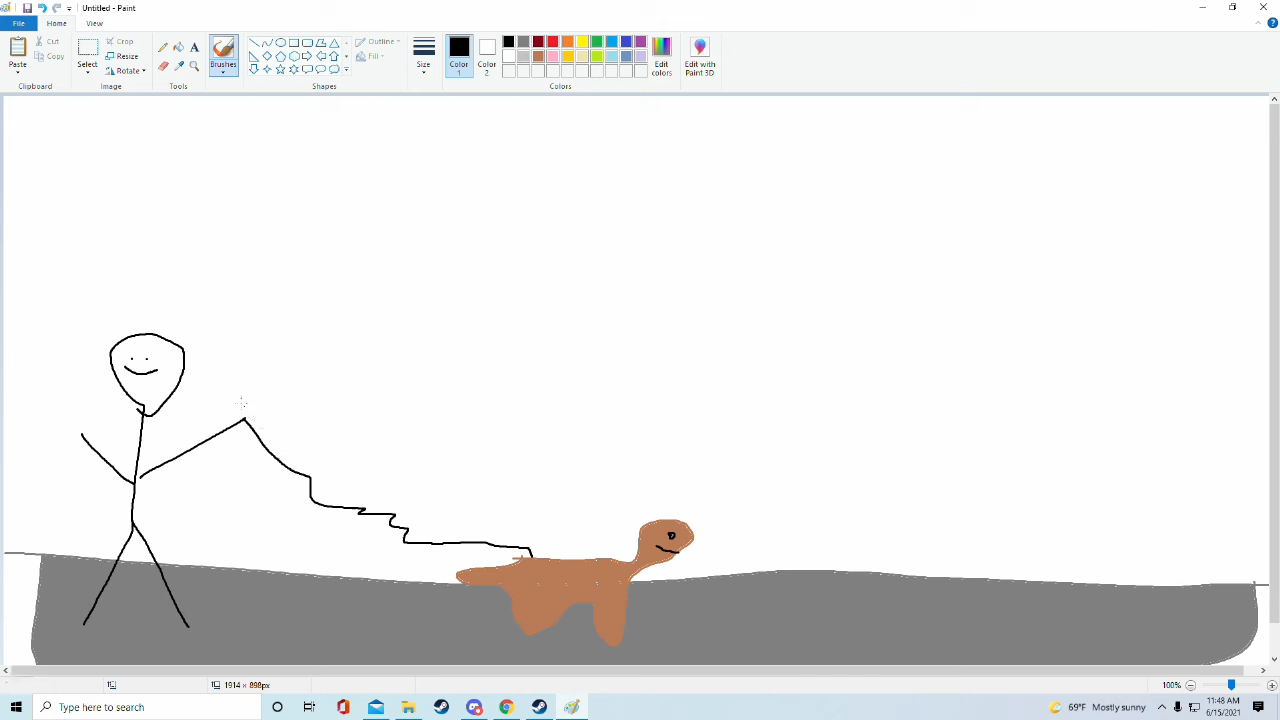 Untitled - Paint
File Home View
Paste
Cut
Copy
Clipboard
Select
Crop
Resize
Rotate
Image
A
Tools
Brushes
Outline
Fill
Shapes
Size
Color 1
Color 2
Edit colors
Colors
Edit with Paint 3D
1914 × 898px
100%
Type here to search
69°F Mostly sunny
11:48 AM
6/15/2021